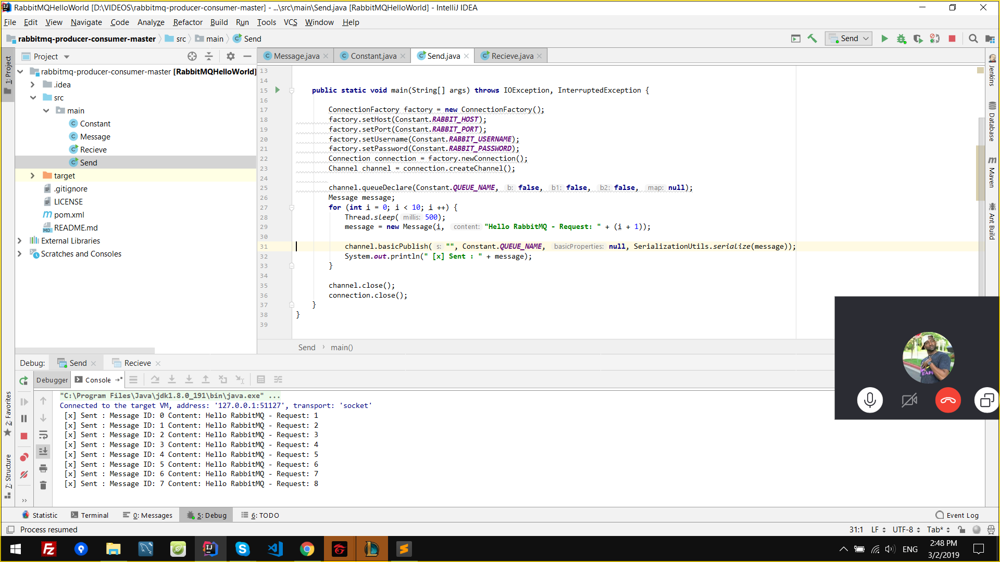 RabbitMQHelloWorld [D:\VIDEOS\rabbitmq-producer-consumer-master] - ...\src\main\Send.java [RabbitMQHelloWorld] - IntelliJ IDEA
File Edit View Navigate Code Analyze Refactor Build Run Tools VCS Window Help
rabbitmq-producer-consumer-master src main Send
Send
Project
Message.java Constant.java Send.java Recieve.java
1: Project
rabbitmq-producer-consumer-master [RabbitMQHelloWorld]
.idea
src
main
Constant
Message
Recieve
Send
target
.gitignore
LICENSE
pom.xml
README.md
External Libraries
Scratches and Consoles
13
14
15 public static void main(String[] args) throws IOException, InterruptedException {
16
17 ConnectionFactory factory = new ConnectionFactory();
18 factory.setHost(Constant.RABBIT_HOST);
19 factory.setPort(Constant.RABBIT_PORT);
20 factory.setUsername(Constant.RABBIT_USERNAME);
21 factory.setPassword(Constant.RABBIT_PASSWORD);
22 Connection connection = factory.newConnection();
23 Channel channel = connection.createChannel();
24
25 channel.queueDeclare(Constant.QUEUE_NAME, b: false, b1: false, b2: false, map: null);
26 Message message;
27 for (int i = 0; i < 10; i ++) {
28 Thread.sleep( millis: 500);
29 message = new Message(i, content: "Hello RabbitMQ - Request: " + (i + 1));
30
31 channel.basicPublish( s: "", Constant.QUEUE_NAME, basicProperties: null, SerializationUtils.serialize(message));
32 System.out.println(" [x] Sent : " + message);
33 }
34
35 channel.close();
36 connection.close();
37 }
38 }
39
Send main()
Jenkins
Database
Maven
Ant Build
EAF
Debug: Send Recieve
Debugger Console
2: Favorites
7: Structure
"C:\Program Files\Java\jdk1.8.0_191\bin\java.exe" ...
Connected to the target VM, address: '127.0.0.1:51127', transport: 'socket'
[x] Sent : Message ID: 0 Content: Hello RabbitMQ - Request: 1
[x] Sent : Message ID: 1 Content: Hello RabbitMQ - Request: 2
[x] Sent : Message ID: 2 Content: Hello RabbitMQ - Request: 3
[x] Sent : Message ID: 3 Content: Hello RabbitMQ - Request: 4
[x] Sent : Message ID: 4 Content: Hello RabbitMQ - Request: 5
[x] Sent : Message ID: 5 Content: Hello RabbitMQ - Request: 6
[x] Sent : Message ID: 6 Content: Hello RabbitMQ - Request: 7
[x] Sent : Message ID: 7 Content: Hello RabbitMQ - Request: 8
Statistic Terminal 0: Messages 5: Debug 6: TODO Event Log
Process resumed 31:1 LF UTF-8 Tab*
ENG
2:48 PM
3/2/2019